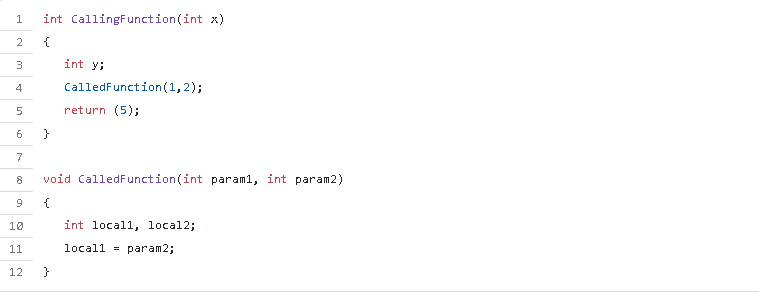 1 int CallingFunction(int x)
2 {
3 int y;
4 CalledFunction(1,2);
5 return (5);
6 }
7
8 void CalledFunction(int param1, int param2)
9 {
10 int local1, local2;
11 local1 = param2;
12 }